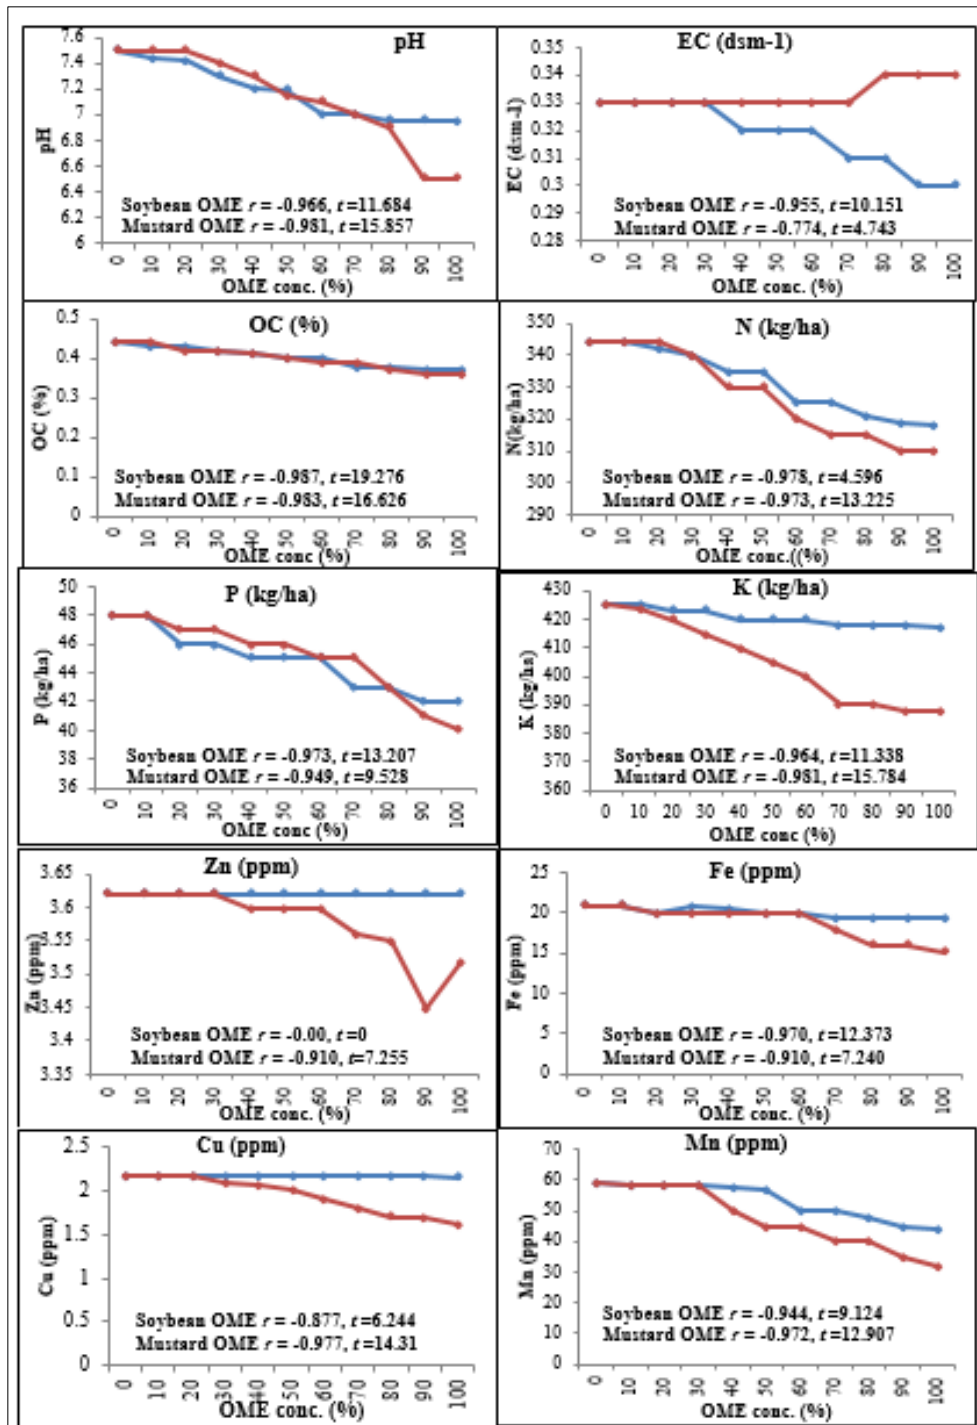 pH
7.6
7.4
7.2
7
6.8
6.6
6.4
6.2
6
pH
Soybean OME r = -0.966, t=11.684
Mustard OME r = -0.981, t=15.857
0 10 20 30 40 50 60 70 80 90 100
OME conc. (%)
EC (dsm-1)
0.35
0.34
0.33
0.32
0.31
0.3
0.29
0.28
EC (dsm-1)
Soybean OME r = -0.955, t=10.151
Mustard OME r = -0.774, t=4.743
0 10 20 30 40 50 60 70 80 90 100
OME conc. (%)
OC (%)
0.5
0.4
0.3
0.2
0.1
0
OC (%)
Soybean OME r = -0.987, t=19.276
Mustard OME r = -0.983, t=16.626
0 10 20 30 40 50 60 70 80 90 100
OME conc (%)
N (kg/ha)
350
340
330
320
310
300
290
N(kg/ha)
Soybean OME r = -0.978, t=4.596
Mustard OME r = -0.973, t=13.225
0 10 20 30 40 50 60 70 80 90 100
OME conc.((%)
P (kg/ha)
50
48
46
44
42
40
38
36
P (kg/ha)
Soybean OME r = -0.973, t=13.207
Mustard OME r = -0.949, t=9.528
0 10 20 30 40 50 60 70 80 90 100
OME conc (%)
K (kg/ha)
430
420
410
400
390
380
370
360
K (kg/ha)
Soybean OME r = -0.964, t=11.338
Mustard OME r = -0.981, t=15.784
0 10 20 30 40 50 60 70 80 90 100
OME conc (%)
Zn (ppm)
3.65
3.6
3.55
3.5
3.45
3.4
3.35
Zn (ppm)
Soybean OME r = -0.00, t=0
Mustard OME r = -0.910, t=7.255
0 10 20 30 40 50 60 70 80 90 100
OME conc. (%)
Fe (ppm)
25
20
15
10
5
0
Fe (ppm)
Soybean OME r = -0.970, t=12.373
Mustard OME r = -0.910, t=7.240
0 10 20 30 40 50 60 70 80 90 100
OME conc. (%)
Cu (ppm)
2.5
2
1.5
1
0.5
0
Cu (ppm)
Soybean OME r = -0.877, t=6.244
Mustard OME r = -0.977, t=14.31
0 10 20 30 40 50 60 70 80 90 100
OME conc. (%)
Mn (ppm)
70
60
50
40
30
20
10
0
Mn (ppm)
Soybean OME r = -0.944, t=9.124
Mustard OME r = -0.972, t=12.907
0 10 20 30 40 50 60 70 80 90 100
OME conc. (%)